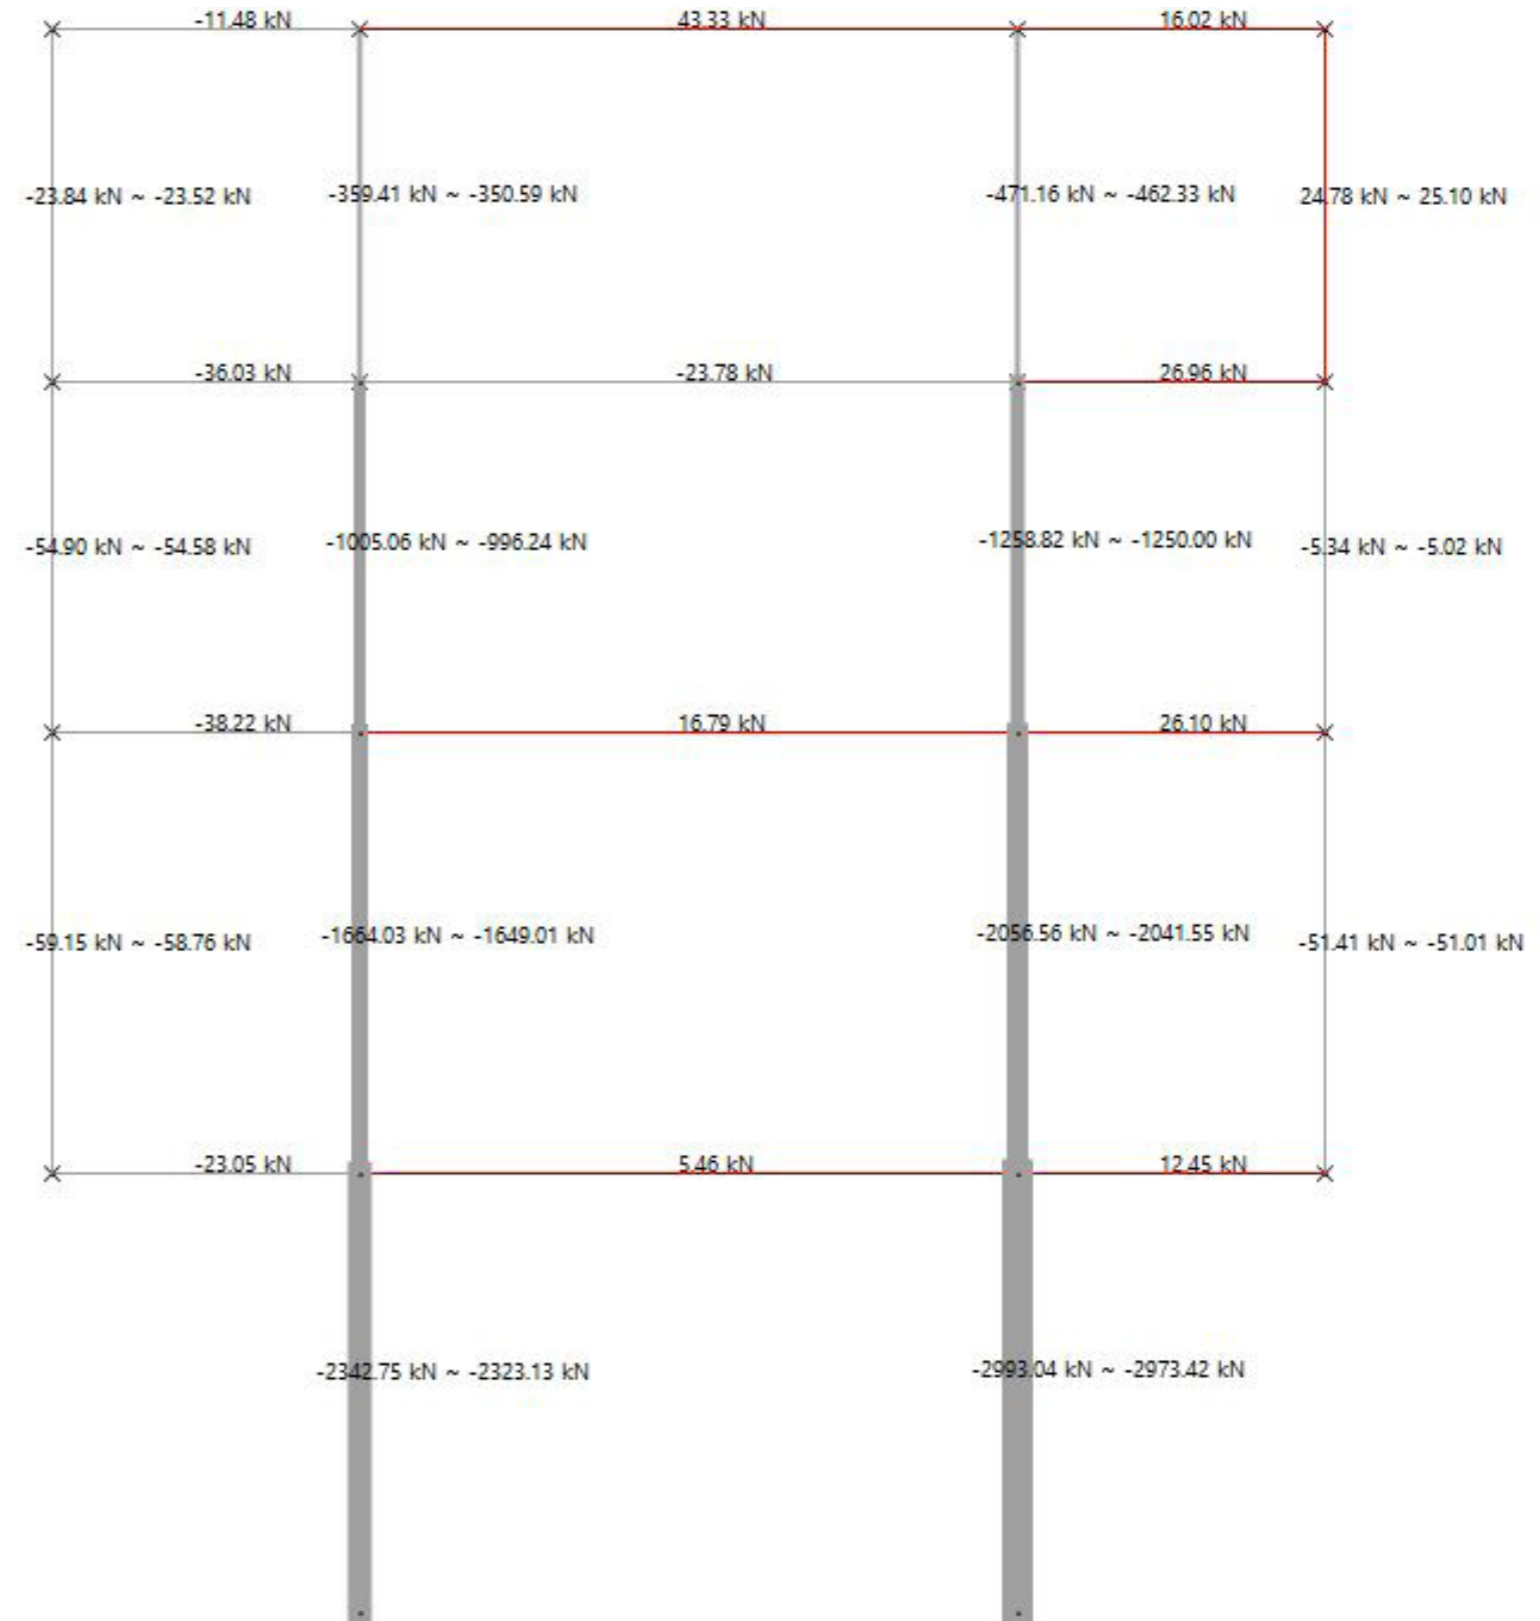 -11.48 kN 43.33 kN 16.02 kN
-23.84 kN ~ -23.52 kN -359.41 kN ~ -350.59 kN -471.16 kN ~ -462.33 kN 24.78 kN ~ 25.10 kN
-36.03 kN -23.78 kN 26.96 kN
-54.90 kN ~ -54.58 kN -1005.06 kN ~ -996.24 kN -1258.82 kN ~ -1250.00 kN -5.34 kN ~ -5.02 kN
-38.22 kN 16.79 kN 26.10 kN
-59.15 kN ~ -58.76 kN -1664.03 kN ~ -1649.01 kN -2056.56 kN ~ -2041.55 kN -51.41 kN ~ -51.01 kN
-23.05 kN 5.46 kN 12.45 kN
-2342.75 kN ~ -2323.13 kN -2993.04 kN ~ -2973.42 kN